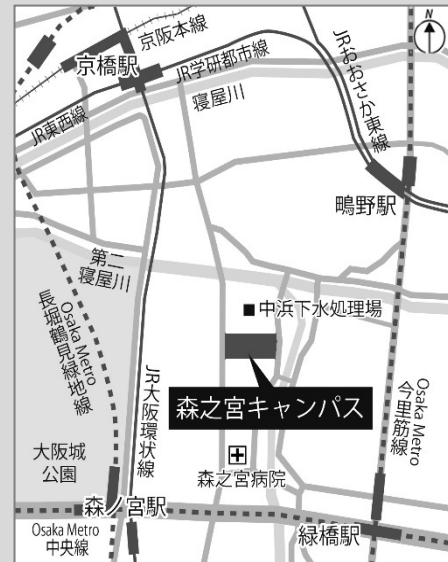 N
京阪本線
京橋駅
JR学研都市線
JRおおさか東線
JR東西線
寝屋川
鴫野駅
第二
寝屋川
■中浜下水処理場
Osaka Metro
長堀鶴見緑地線
JR大阪環状線
森之宮キャンパス
Osaka Metro
今里筋線
大阪城
公園
森之宮病院
森ノ宮駅
Osaka Metro
中央線
緑橋駅